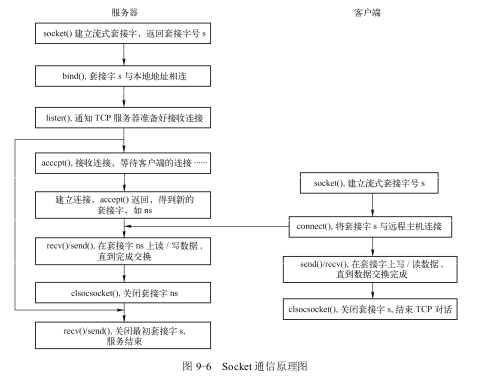 服务器
socket() 建立流式套接字，返回套接字号 s
bind(), 套接字 s 与本地地址相连
lister(), 通知 TCP 服务器准备好接收连接
acccpt(), 接收连接，等待客户端的连接……
建立连接，accept() 返回，得到新的
套接字，如 ns
recv()/send(), 在套接字 ns 上读 / 写数据，
直到完成交换
clsocsocket(), 关闭套接字 ns
recv()/send(), 关闭最初套接字 s,
服务结束
客户端
socket(), 建立流式套接字号 s
connect(), 将套接字 s 与远程主机连接
send()/recv(), 在套接字上写 / 读数据，
直到数据交换完成
clsocsocket(), 关闭套接字 s, 结束 TCP 对话
图 9-6 Socket 通信原理图